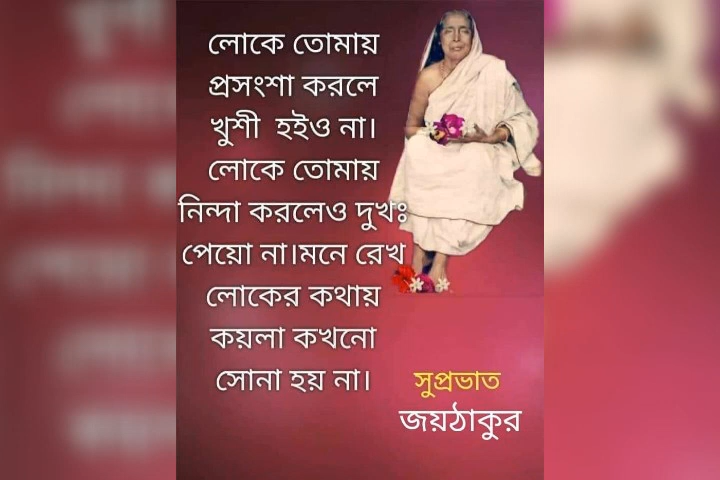 লোকে তোমায়
প্রসংশা করলে
খুশী হইও না।
লোকে তোমায়
নিন্দা করলেও দুখঃ
পেয়ো না।মনে রেখ
লোকের কথায়
কয়লা কখনো
সোনা হয় না।
সুপ্রভাত
জয়ঠাকুর